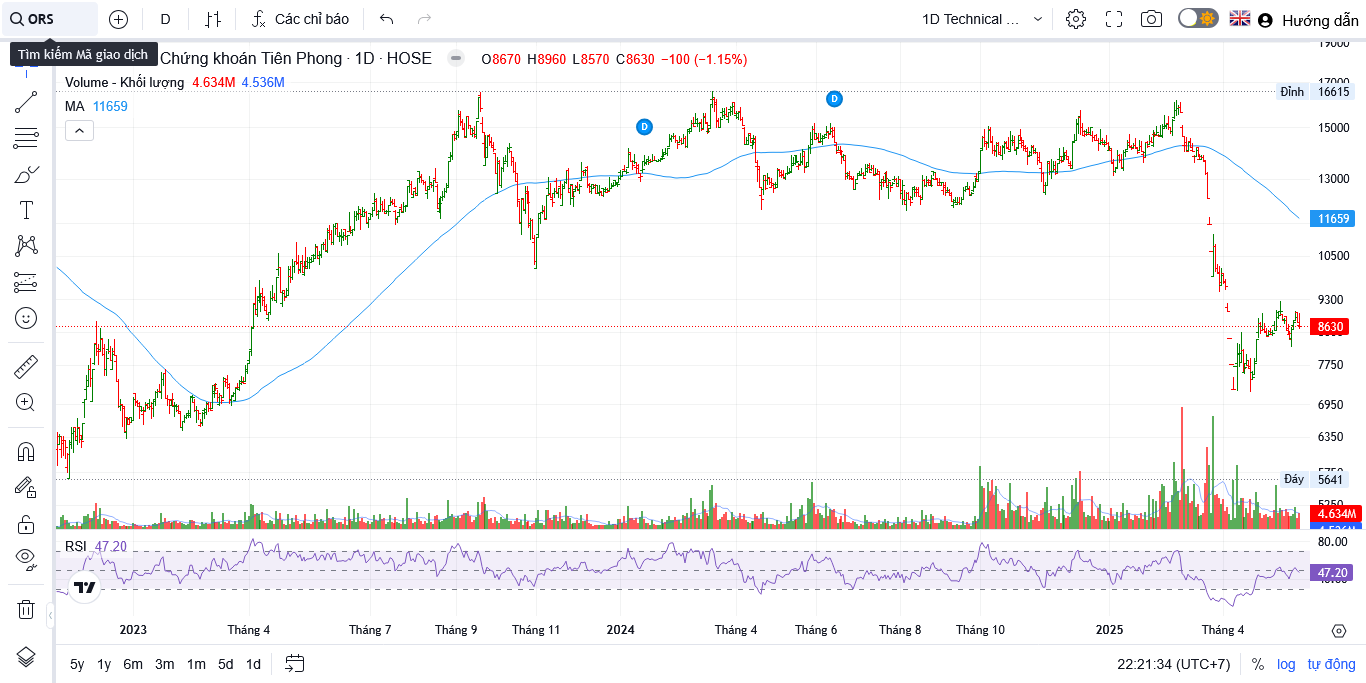 ORS
D
Các chỉ báo
1D Technical ...
Hướng dẫn
Tìm kiếm Mã giao dịch
Chứng khoán Tiên Phong · 1D · HOSE
O8670 H8960 L8570 C8630 −100 (−1.15%)
Volume - Khối lượng 4.634M 4.536M
MA 11659
D
D
19000
17000
Đỉnh 16615
15000
13000
11659
10500
9300
8630
7750
6950
6350
5750
Đáy 5641
5250
4.634M
4.536M
RSI 47.20
80.00
47.20
40.00
2023
Tháng 4
Tháng 7
Tháng 9
Tháng 11
2024
Tháng 4
Tháng 6
Tháng 8
Tháng 10
2025
Tháng 4
5y 1y 6m 3m 1m 5d 1d
22:21:34 (UTC+7)
% log tự động